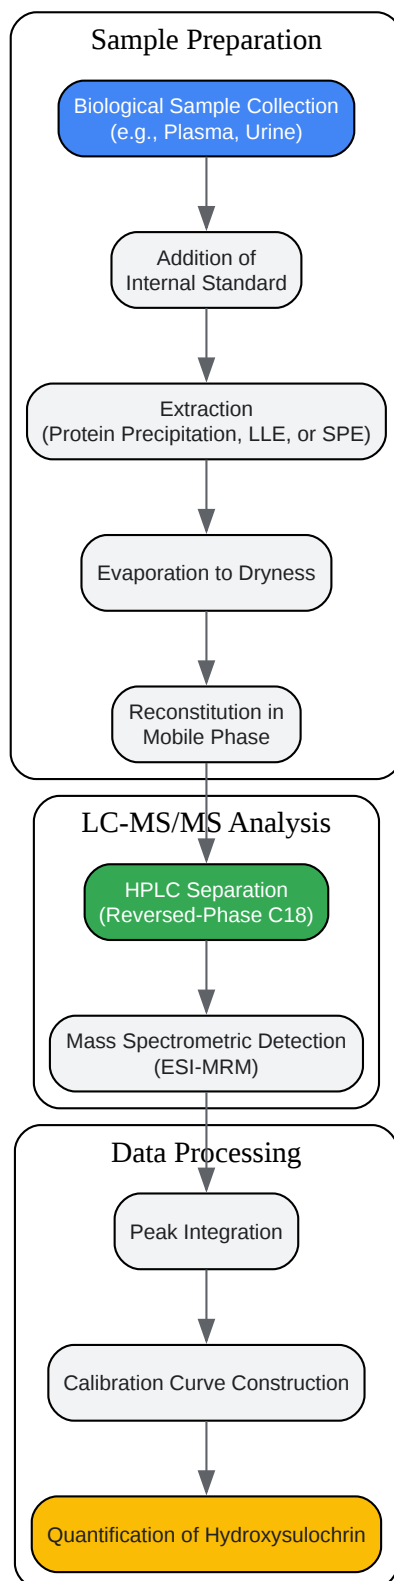 Sample Preparation
Biological Sample Collection
(e.g., Plasma, Urine)
Addition of
Internal Standard
Extraction
(Protein Precipitation, LLE, or SPE)
Evaporation to Dryness
Reconstitution in
Mobile Phase
LC-MS/MS Analysis
HPLC Separation
(Reversed-Phase C18)
Mass Spectrometric Detection
(ESI-MRM)
Data Processing
Peak Integration
Calibration Curve Construction
Quantification of Hydroxysulochrin